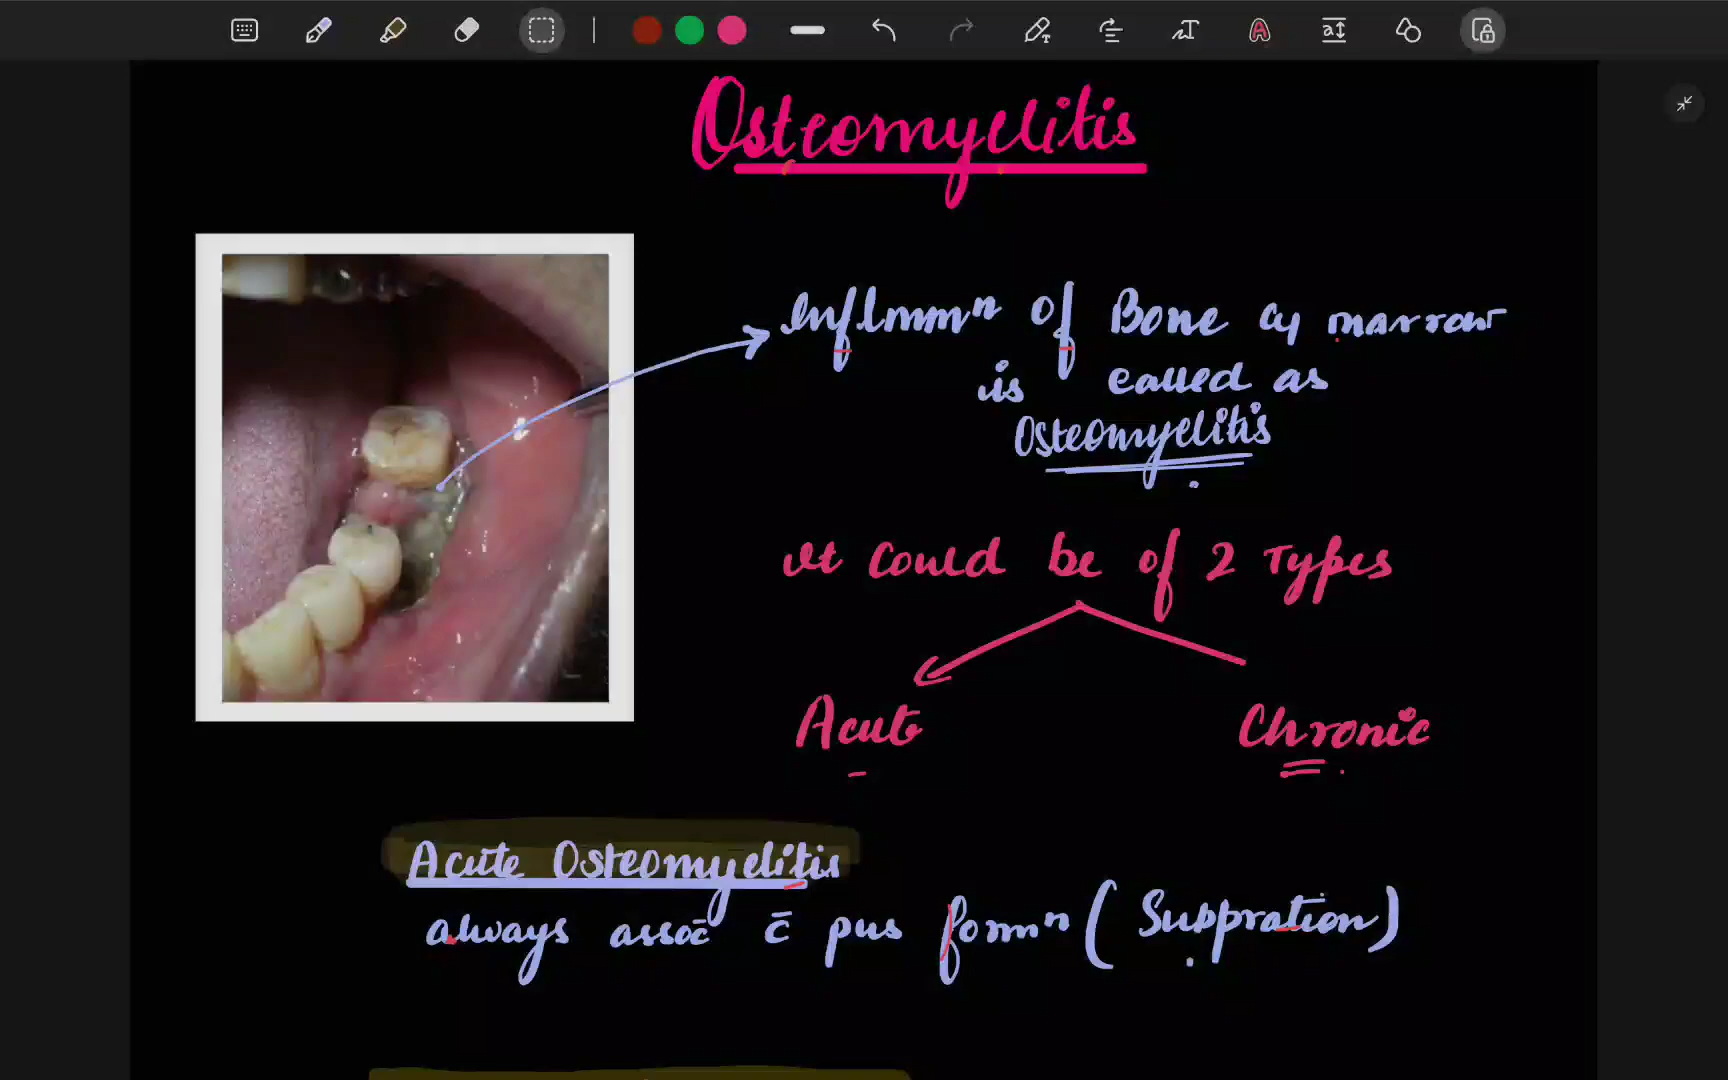 Osteomyelitis
Inflmmⁿ of Bone cy marrow
is called as
Osteomyelitis
It could be of 2 Types
Acute Chronic
Acute Osteomyelitis
always assoc̄ c̄ pus formⁿ (Suppration)